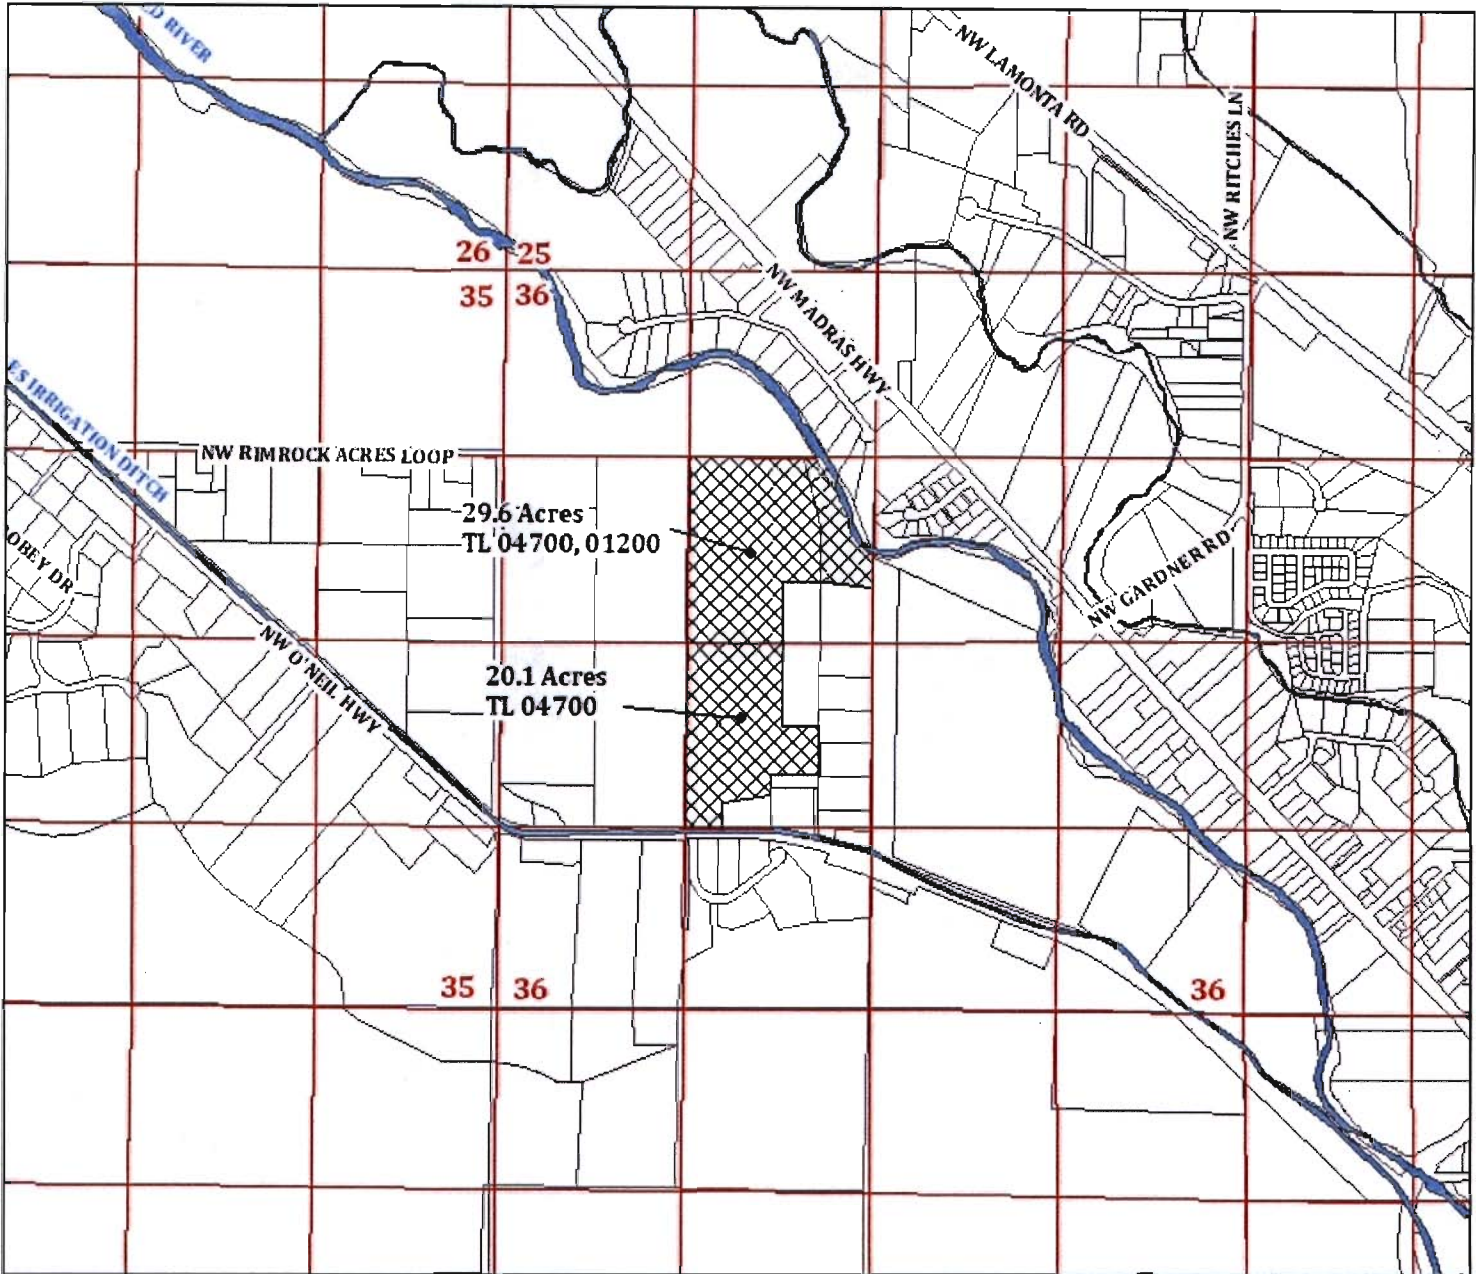 ED RIVER
NW LAMONTA RD
NW RITCHES LN
26 25
35 36
NW MADRAS HWY
ES IRRIGATION DITCH
NW RIMROCK ACRES LOOP
29.6 Acres
TL 04700, 01200
OBEY DR
NW GARDNER RD
NW O'NEIL HWY
20.1 Acres
TL 04700
35 36
36